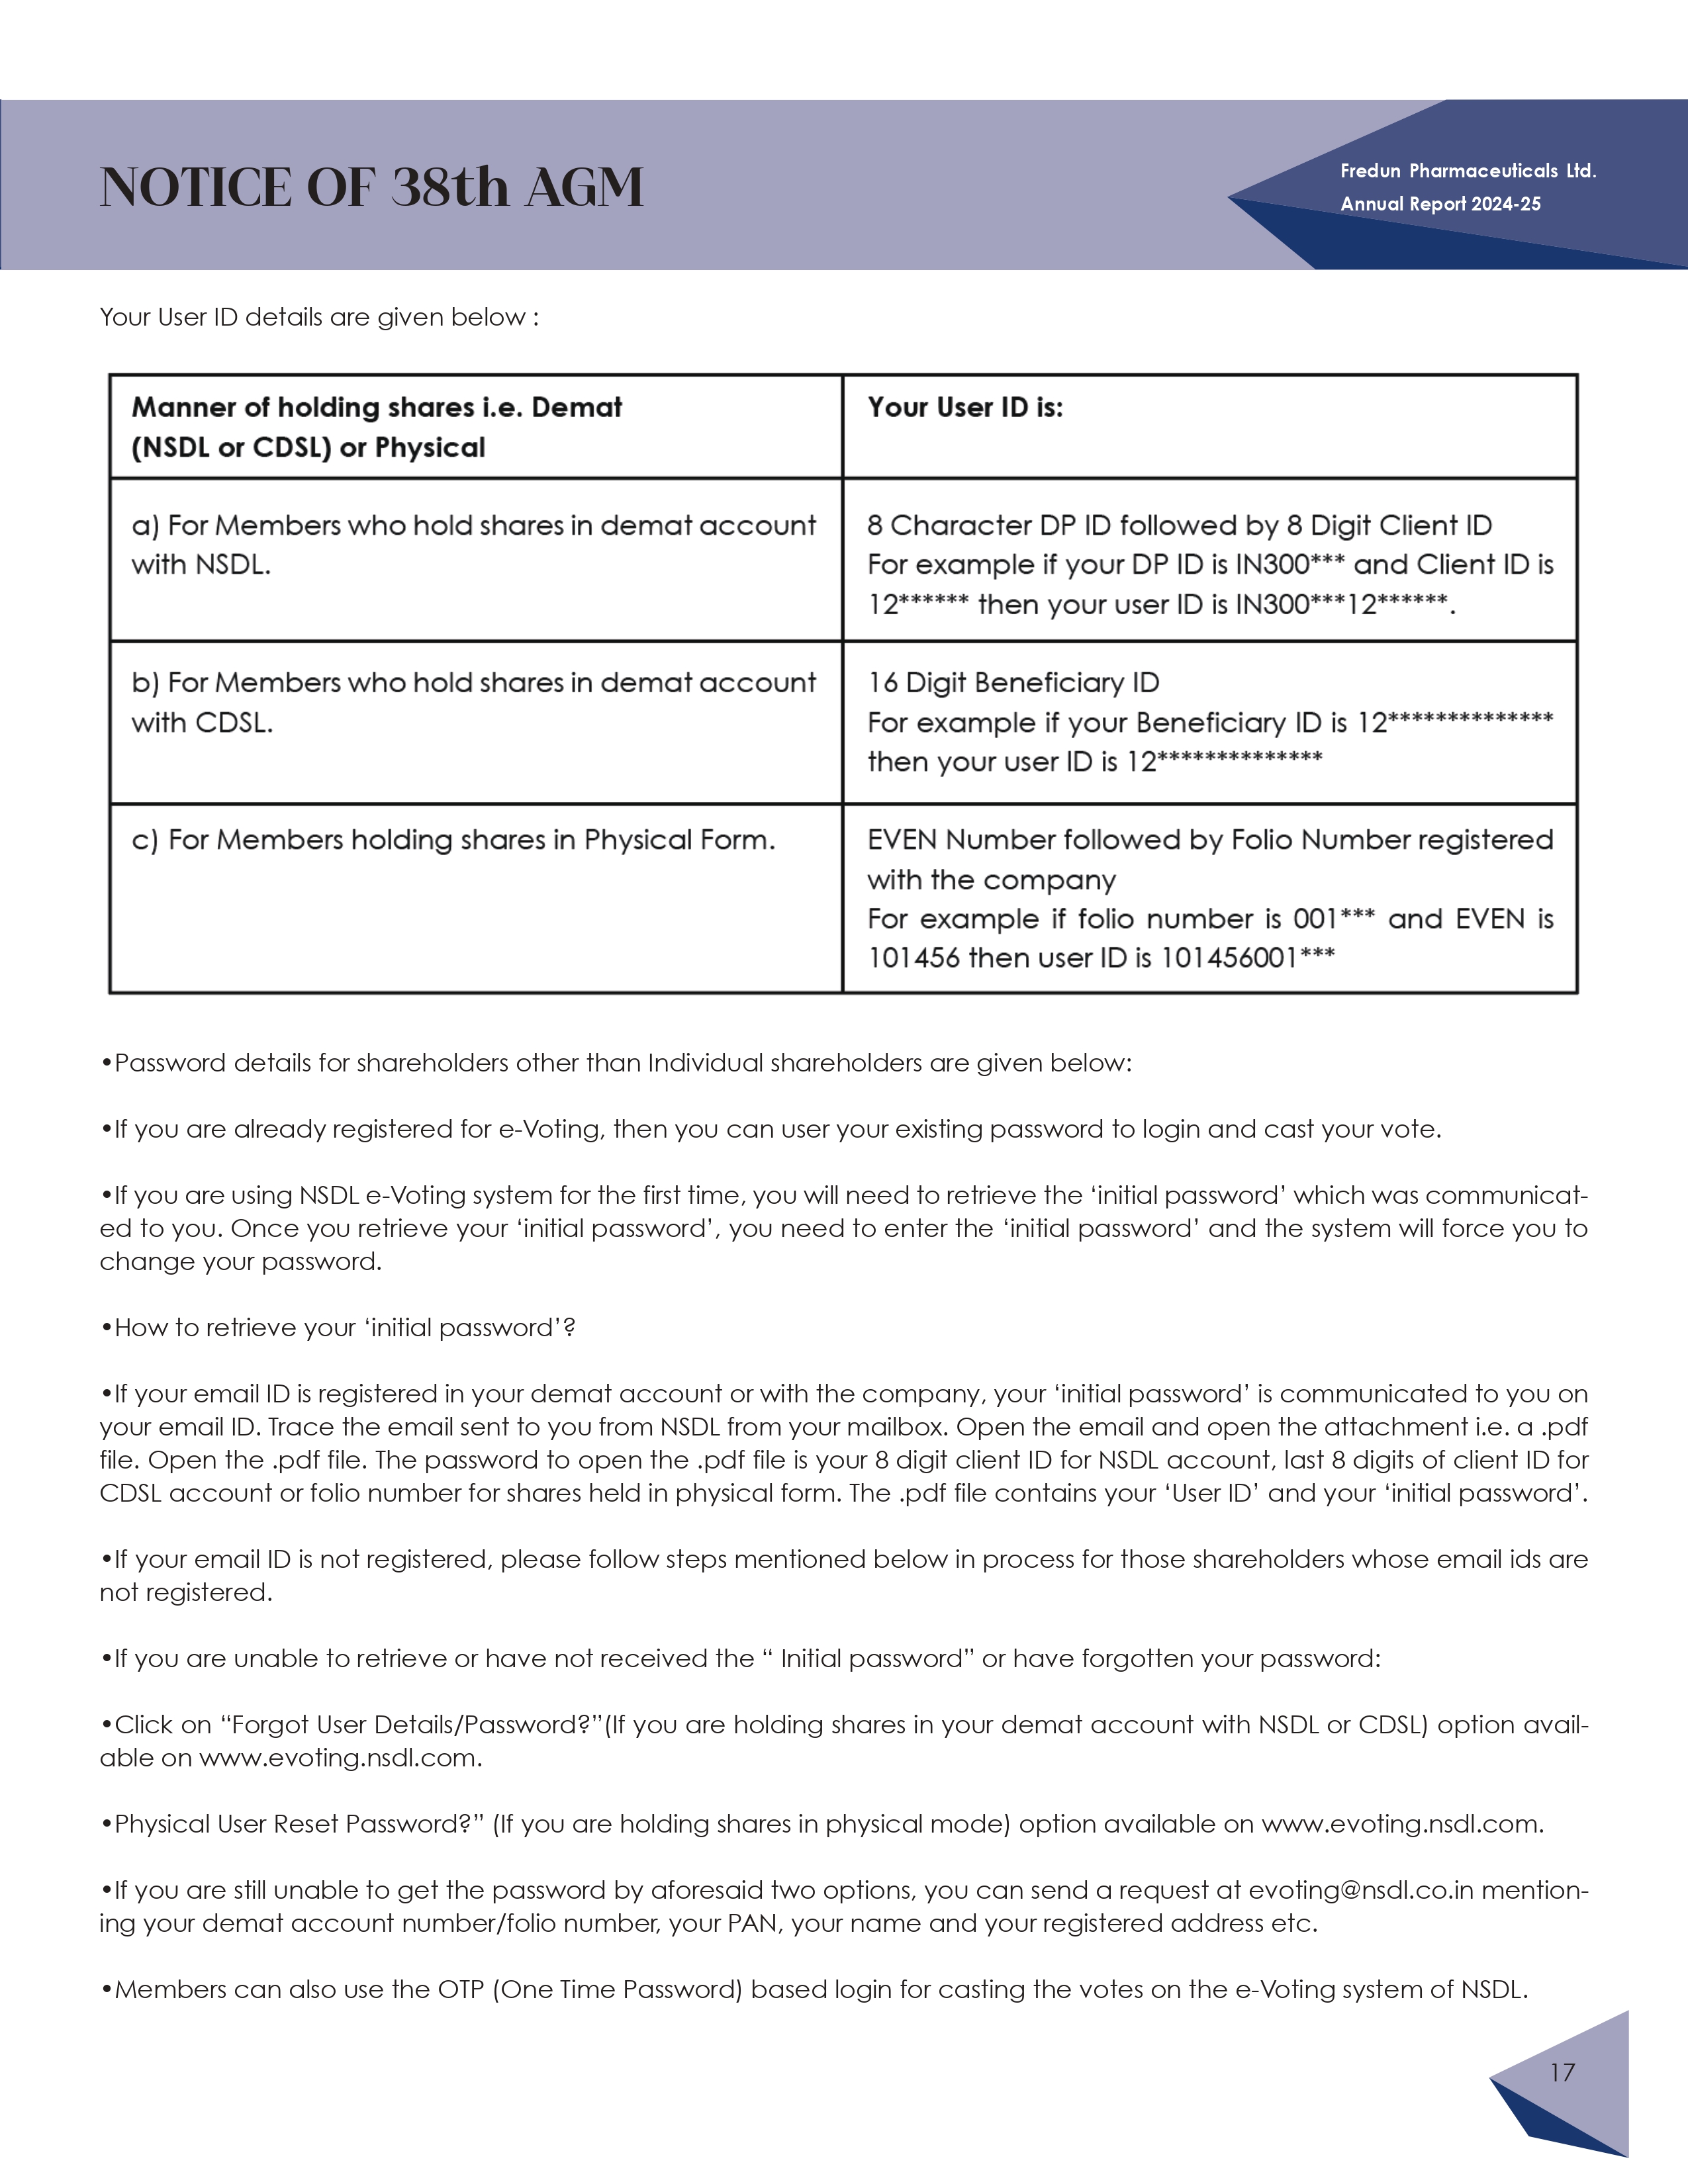 NOTICE OF 38th AGM
Fredun Pharmaceuticals Ltd.
Annual Report 2024-25
Your User ID details are given below :
Manner of holding shares i.e. Demat
(NSDL or CDSL) or Physical
Your User ID is:
a) For Members who hold shares in demat account
with NSDL.
8 Character DP ID followed by 8 Digit Client ID
For example if your DP ID is IN300*** and Client ID is
12****** then your user ID is IN300***12******.
b) For Members who hold shares in demat account
with CDSL.
16 Digit Beneficiary ID
For example if your Beneficiary ID is 12**************
then your user ID is 12**************
c) For Members holding shares in Physical Form.
EVEN Number followed by Folio Number registered
with the company
For example if folio number is 001*** and EVEN is
101456 then user ID is 101456001***
•Password details for shareholders other than Individual shareholders are given below:
•If you are already registered for e-Voting, then you can user your existing password to login and cast your vote.
•If you are using NSDL e-Voting system for the first time, you will need to retrieve the ‘initial password’ which was communicat-
ed to you. Once you retrieve your ‘initial password’, you need to enter the ‘initial password’ and the system will force you to
change your password.
•How to retrieve your ‘initial password’?
•If your email ID is registered in your demat account or with the company, your ‘initial password’ is communicated to you on
your email ID. Trace the email sent to you from NSDL from your mailbox. Open the email and open the attachment i.e. a .pdf
file. Open the .pdf file. The password to open the .pdf file is your 8 digit client ID for NSDL account, last 8 digits of client ID for
CDSL account or folio number for shares held in physical form. The .pdf file contains your ‘User ID’ and your ‘initial password’.
•If your email ID is not registered, please follow steps mentioned below in process for those shareholders whose email ids are
not registered.
•If you are unable to retrieve or have not received the “ Initial password” or have forgotten your password:
•Click on “Forgot User Details/Password?”(If you are holding shares in your demat account with NSDL or CDSL) option avail-
able on www.evoting.nsdl.com.
•Physical User Reset Password?” (If you are holding shares in physical mode) option available on www.evoting.nsdl.com.
•If you are still unable to get the password by aforesaid two options, you can send a request at evoting@nsdl.co.in mention-
ing your demat account number/folio number, your PAN, your name and your registered address etc.
•Members can also use the OTP (One Time Password) based login for casting the votes on the e-Voting system of NSDL.
17